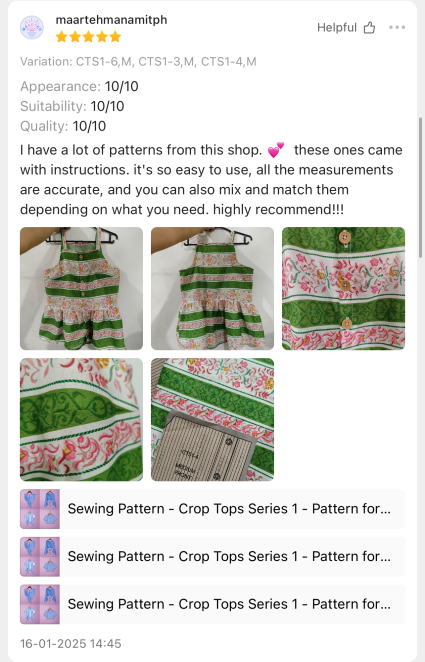 maartehmanamitph
Helpful
Variation: CTS1-6,M, CTS1-3,M, CTS1-4,M
Appearance: 10/10
Suitability: 10/10
Quality: 10/10
I have a lot of patterns from this shop. 💕 these ones came
with instructions. it's so easy to use, all the measurements
are accurate, and you can also mix and match them
depending on what you need. highly recommend!!!
CTS1-4
MEDIUM
FRONT
Sewing Pattern - Crop Tops Series 1 - Pattern for...
Sewing Pattern - Crop Tops Series 1 - Pattern for...
Sewing Pattern - Crop Tops Series 1 - Pattern for...
16-01-2025 14:45